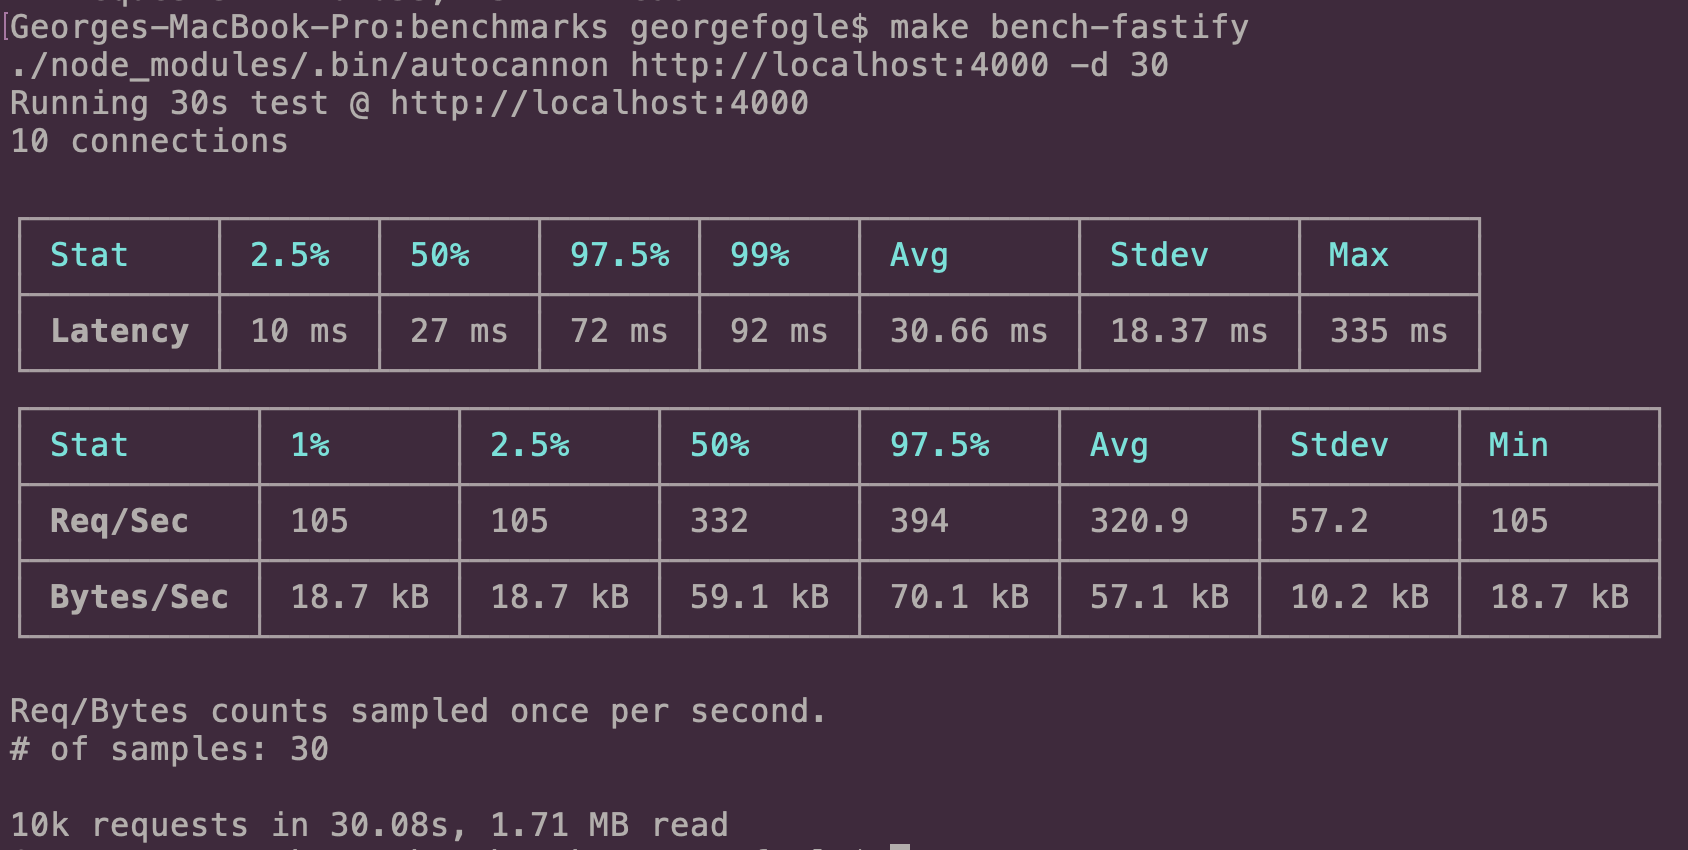 Georges-MacBook-Pro:benchmarks georgefogle$ make bench-fastify
./node_modules/.bin/autocannon http://localhost:4000 -d 30
Running 30s test @ http://localhost:4000
10 connections
Stat 2.5% 50% 97.5% 99% Avg Stdev Max
Latency 10 ms 27 ms 72 ms 92 ms 30.66 ms 18.37 ms 335 ms
Stat 1% 2.5% 50% 97.5% Avg Stdev Min
Req/Sec 105 105 332 394 320.9 57.2 105
Bytes/Sec 18.7 kB 18.7 kB 59.1 kB 70.1 kB 57.1 kB 10.2 kB 18.7 kB
Req/Bytes counts sampled once per second.
# of samples: 30
10k requests in 30.08s, 1.71 MB read